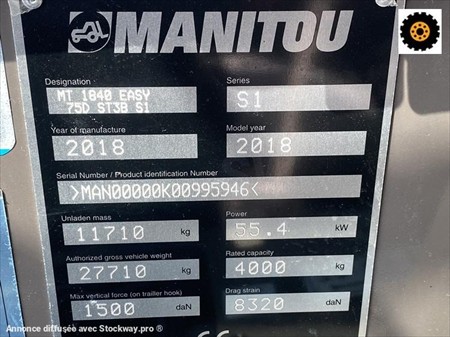 MANITOU
Designation
MT 1840 EASY
75D ST3B S1
Series
S1
Year of manufacture
2018
Model year
2018
Serial Number / Product identification Number
>MAN00000K00995946<
Unladen mass
11710 kg
Power
55.4 kW
Authorized gross vehicle weight
27710 kg
Rated capacity
4000 kg
Max vertical force (on trailler hook)
1500 daN
Drag strain
8320 daN
Annonce diffusée avec Stockway.pro ®